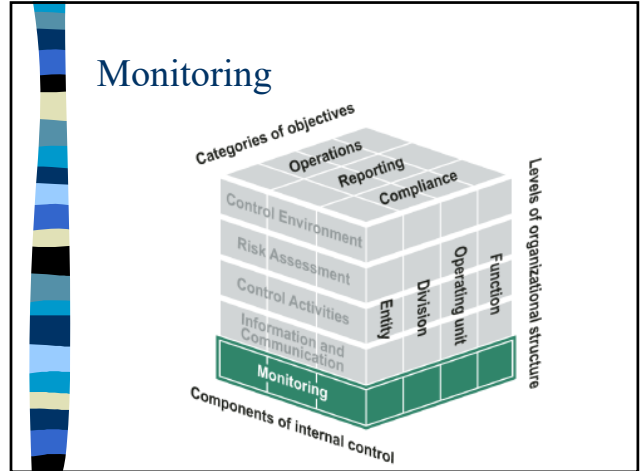 Monitoring
Categories of objectives
Operations
Reporting
Compliance
Control Environment
Risk Assessment
Control Activities
Information and
Communication
Monitoring
Entity
Division
Operating unit
Function
Levels of organizational structure
Components of internal control